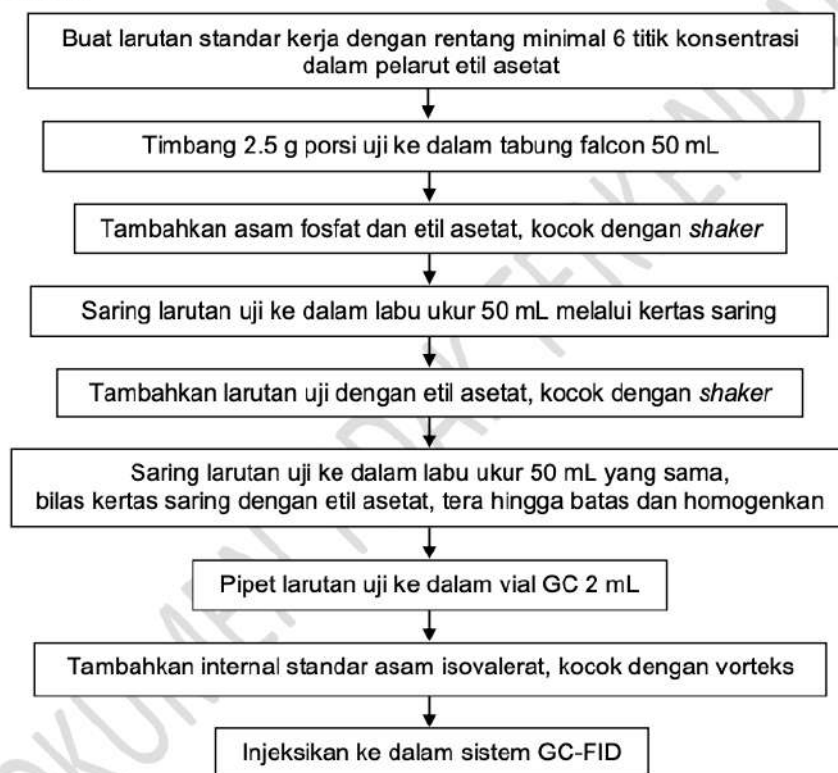 Buat larutan standar kerja dengan rentang minimal 6 titik konsentrasi
dalam pelarut etil asetat
Timbang 2.5 g porsi uji ke dalam tabung falcon 50 mL
Tambahkan asam fosfat dan etil asetat, kocok dengan shaker
Saring larutan uji ke dalam labu ukur 50 mL melalui kertas saring
Tambahkan larutan uji dengan etil asetat, kocok dengan shaker
Saring larutan uji ke dalam labu ukur 50 mL yang sama,
bilas kertas saring dengan etil asetat, tera hingga batas dan homogenkan
Pipet larutan uji ke dalam vial GC 2 mL
Tambahkan internal standar asam isovalerat, kocok dengan vorteks
Injeksikan ke dalam sistem GC-FID